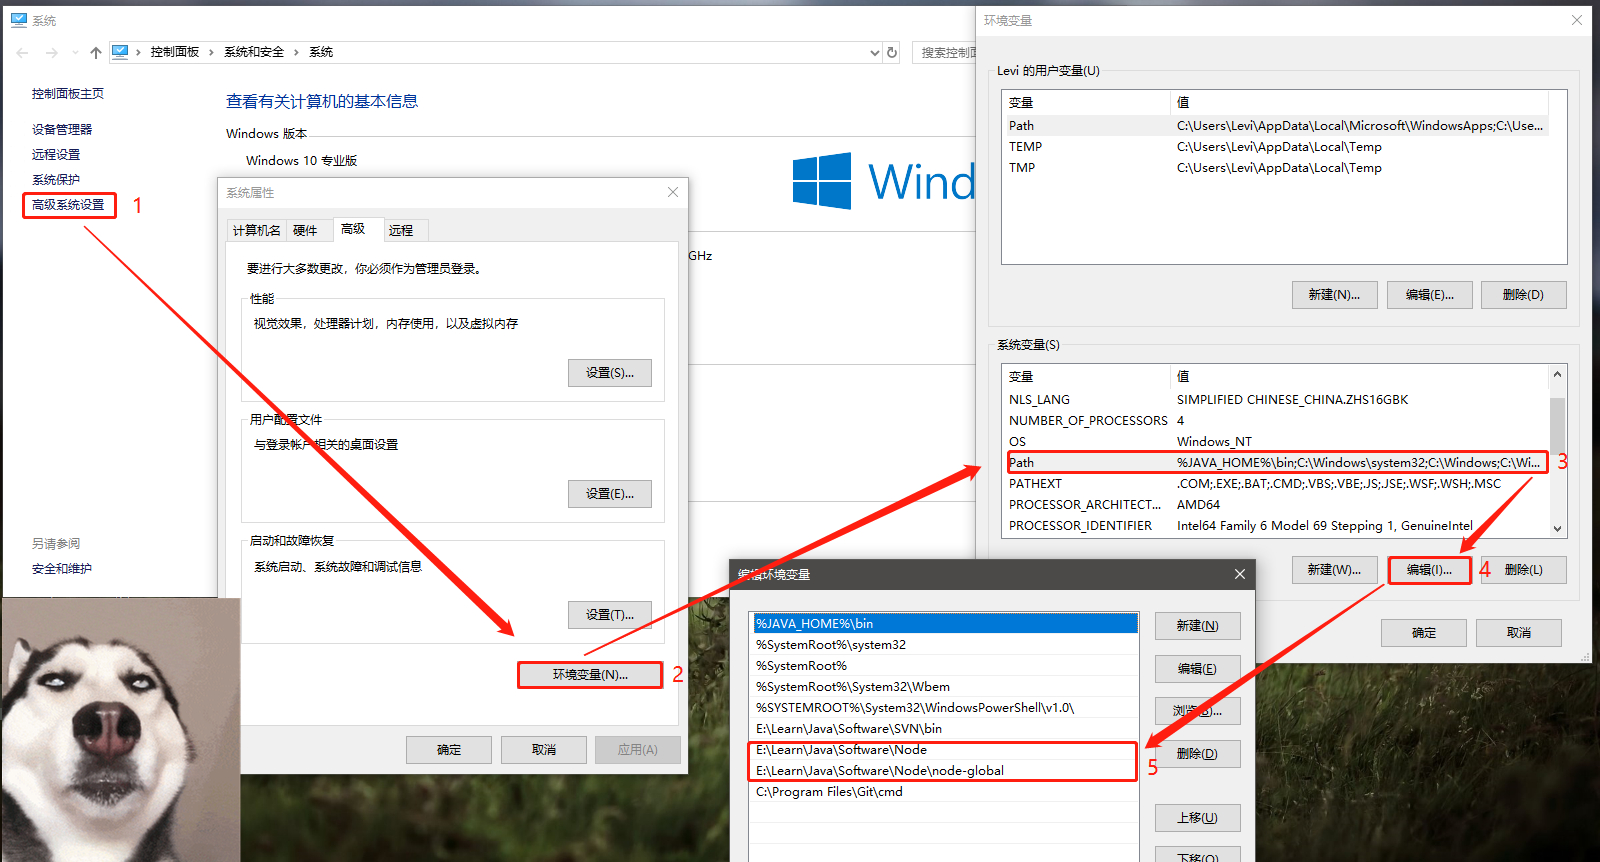 系统
控制面板 › 系统和安全 › 系统
搜索控制面
控制面板主页
设备管理器
远程设置
系统保护
高级系统设置
1
查看有关计算机的基本信息
Windows 版本
Windows 10 专业版
Wind
GHz
另请参阅
安全和维护
系统属性
计算机名 硬件 高级 远程
要进行大多数更改，你必须作为管理员登录。
性能
视觉效果，处理器计划，内存使用，以及虚拟内存
设置(S)...
用户配置文件
与登录帐户相关的桌面设置
设置(E)...
启动和故障恢复
系统启动、系统故障和调试信息
设置(T)...
环境变量(N)...
2
确定 取消 应用(A)
环境变量
Levi 的用户变量(U)
变量 值
Path C:\Users\Levi\AppData\Local\Microsoft\WindowsApps;C:\Use...
TEMP C:\Users\Levi\AppData\Local\Temp
TMP C:\Users\Levi\AppData\Local\Temp
新建(N)... 编辑(E)... 删除(D)
系统变量(S)
变量 值
NLS_LANG SIMPLIFIED CHINESE_CHINA.ZHS16GBK
NUMBER_OF_PROCESSORS 4
OS Windows_NT
Path %JAVA_HOME%\bin;C:\Windows\system32;C:\Windows;C:\Wi...
3
PATHEXT .COM;.EXE;.BAT;.CMD;.VBS;.VBE;.JS;.JSE;.WSF;.WSH;.MSC
PROCESSOR_ARCHITECT... AMD64
PROCESSOR_IDENTIFIER Intel64 Family 6 Model 69 Stepping 1, GenuineIntel
新建(W)... 编辑(I)... 4 删除(L)
确定 取消
编辑环境变量
%JAVA_HOME%\bin
%SystemRoot%\system32
%SystemRoot%
%SystemRoot%\System32\Wbem
%SYSTEMROOT%\System32\WindowsPowerShell\v1.0\
E:\Learn\Java\Software\SVN\bin
E:\Learn\Java\Software\Node
E:\Learn\Java\Software\Node\node-global
C:\Program Files\Git\cmd
5
新建(N)
编辑(E)
浏览(B)...
删除(D)
上移(U)
下移(O)